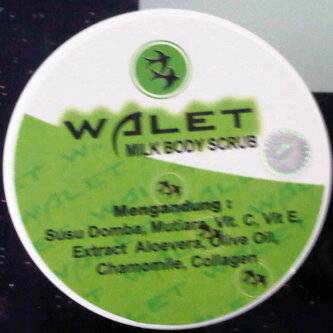 WALET
MILK BODY SCRUB
Mengandung :
Susu Domba, Mutiara, Vit. C, Vit E,
Extract Aloevera, Olive Oil,
Chamomile, Collagen